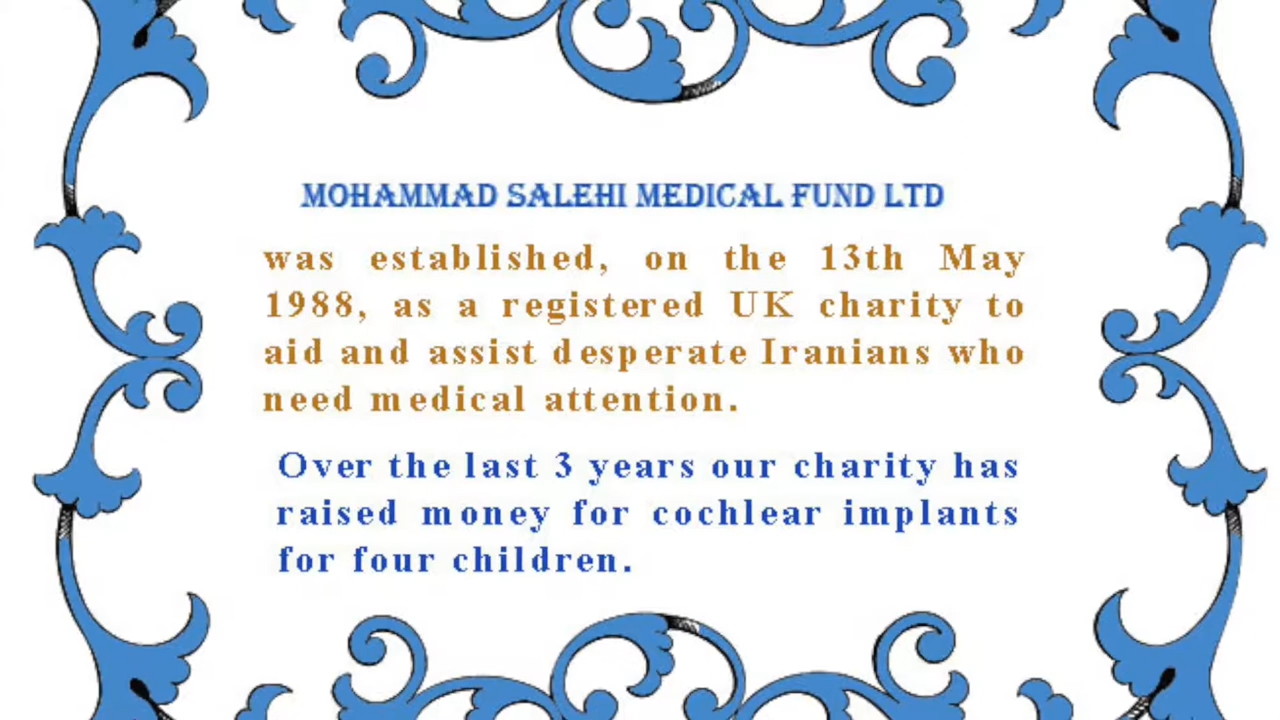 MOHAMMAD SALEHI MEDICAL FUND LTD
was established, on the 13th May
1988, as a registered UK charity to
aid and assist desperate Iranians who
need medical attention.
Over the last 3 years our charity has
raised money for cochlear implants
for four children.